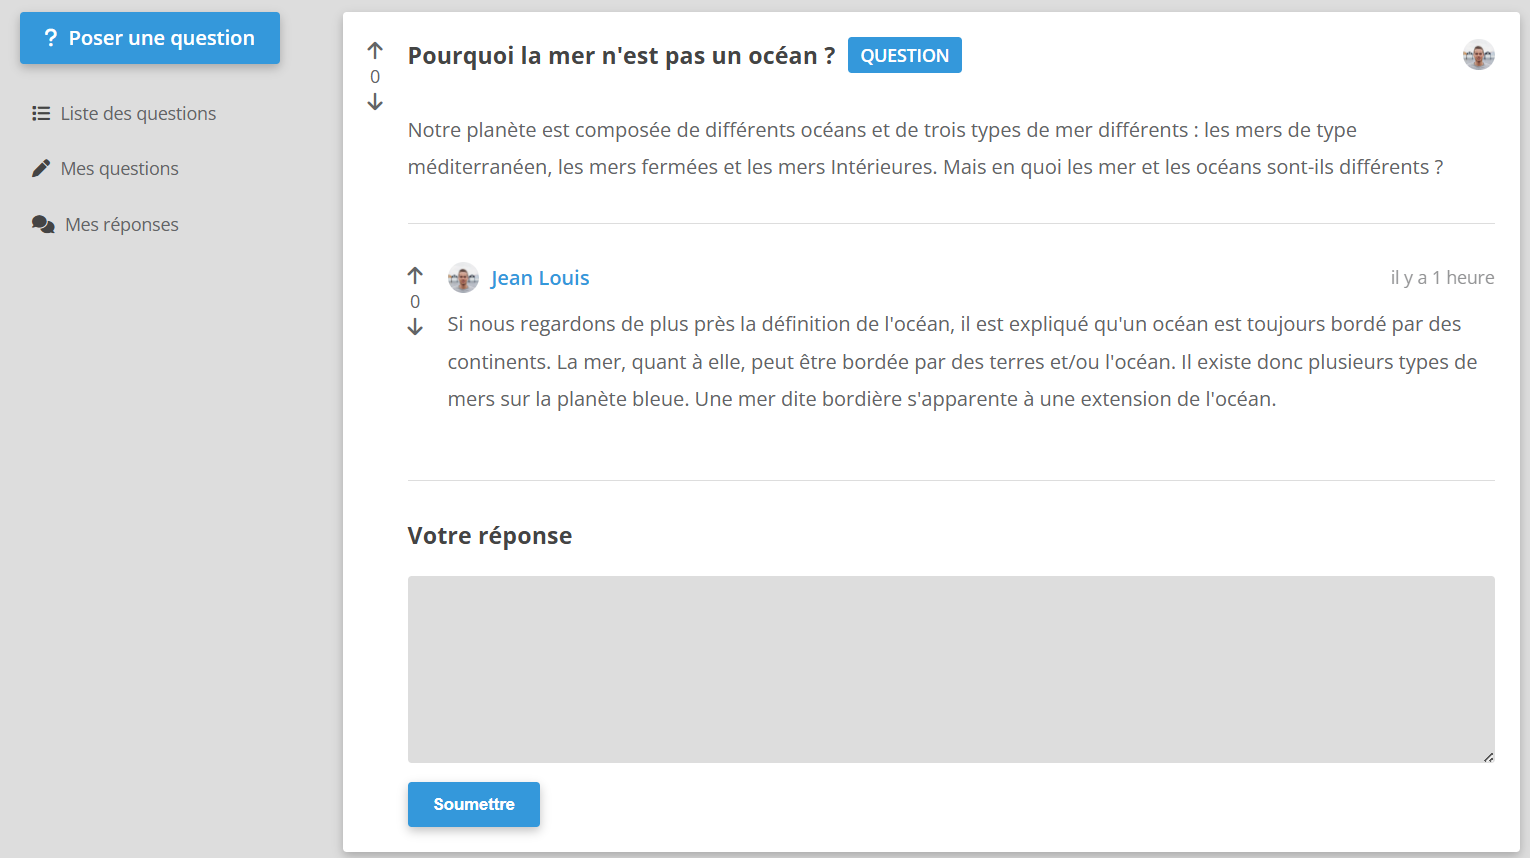 ? Poser une question
Liste des questions
Mes questions
Mes réponses
Pourquoi la mer n'est pas un océan ? QUESTION
0
Notre planète est composée de différents océans et de trois types de mer différents : les mers de type
méditerranéen, les mers fermées et les mers Intérieures. Mais en quoi les mer et les océans sont-ils différents ?
Jean Louis il y a 1 heure
0
Si nous regardons de plus près la définition de l'océan, il est expliqué qu'un océan est toujours bordé par des
continents. La mer, quant à elle, peut être bordée par des terres et/ou l'océan. Il existe donc plusieurs types de
mers sur la planète bleue. Une mer dite bordière s'apparente à une extension de l'océan.
Votre réponse
Soumettre